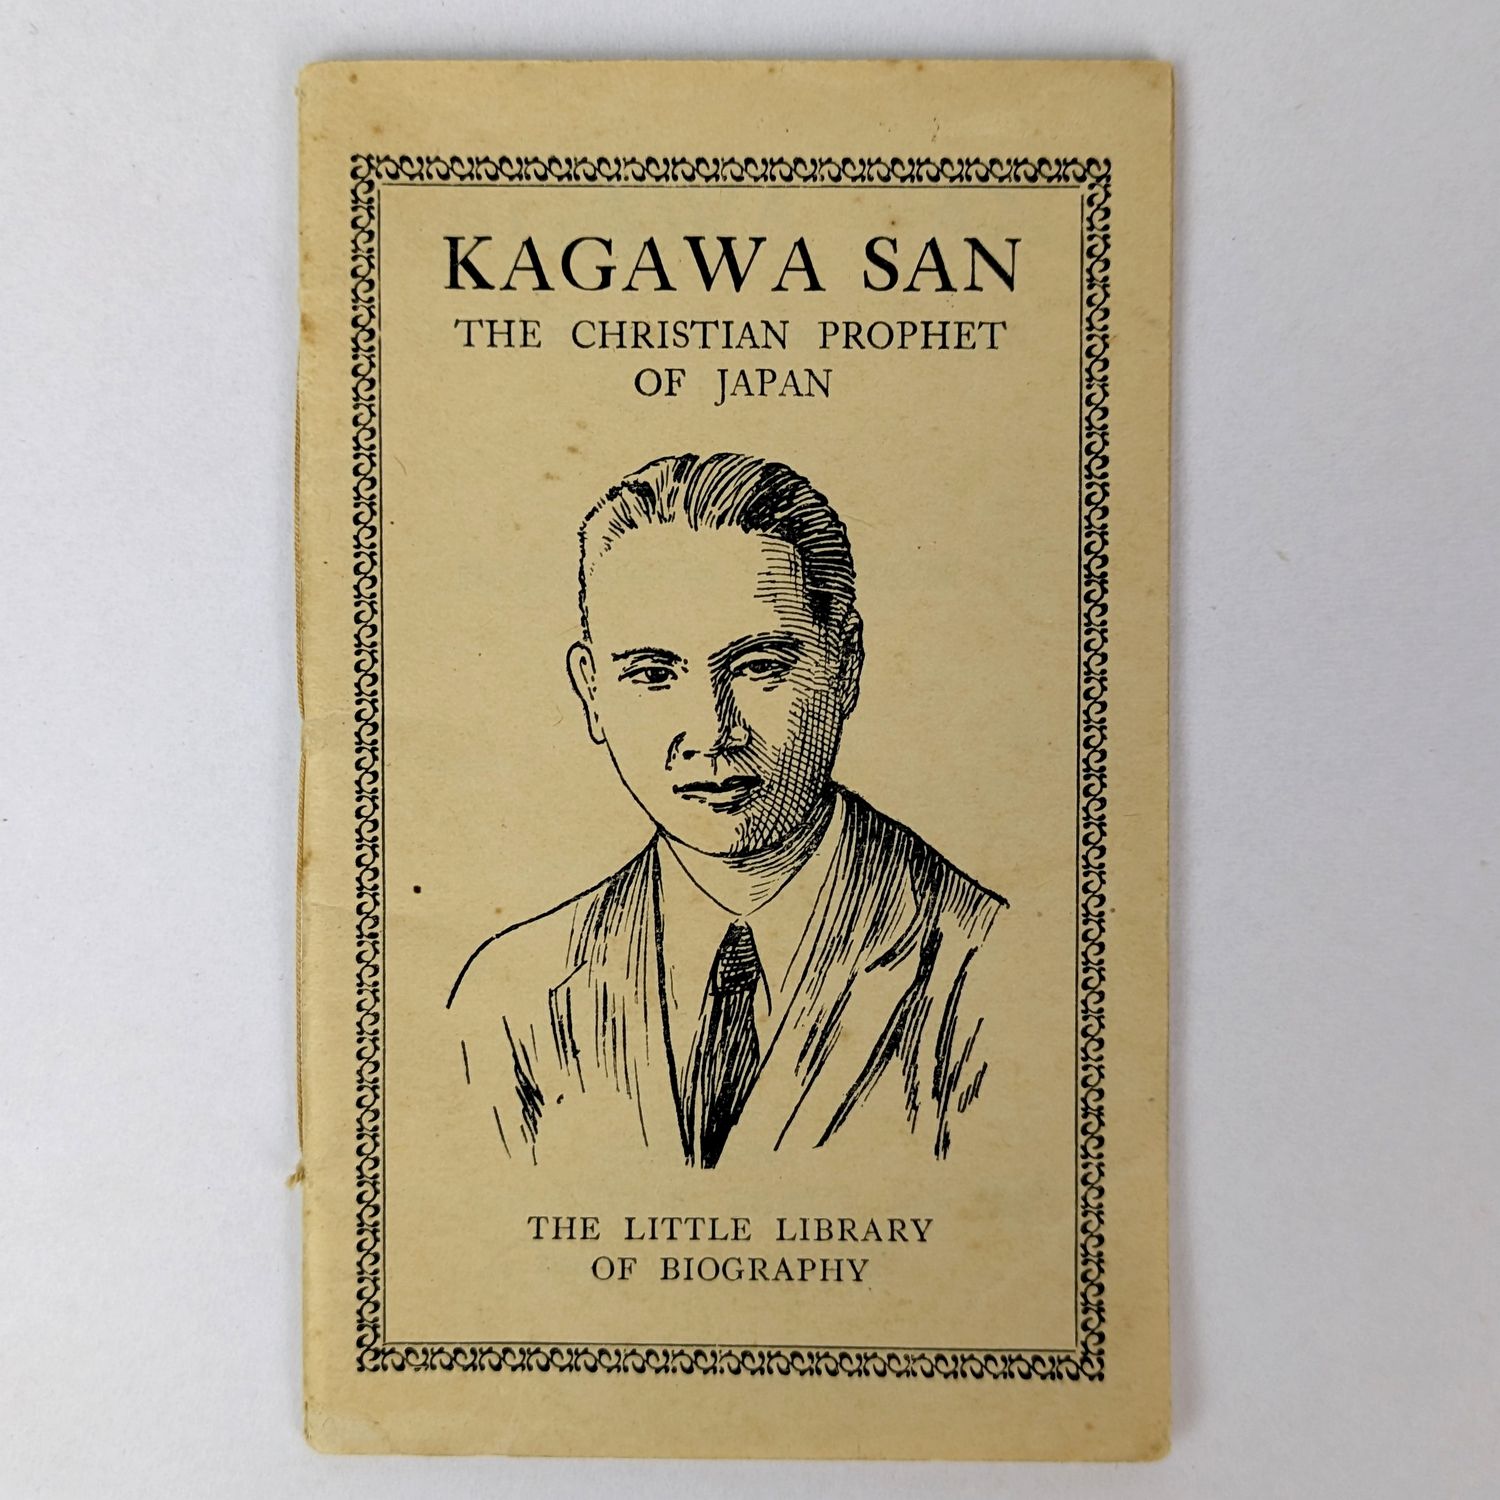 KAGAWA SAN
THE CHRISTIAN PROPHET
OF JAPAN
THE LITTLE LIBRARY
OF BIOGRAPHY